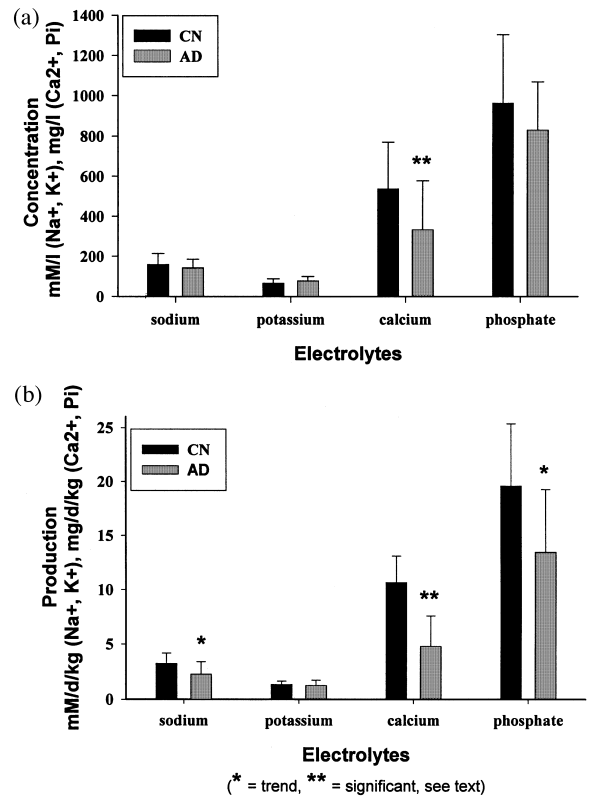 (a)
Concentration
mM/l (Na+, K+), mg/l (Ca2+, Pi)
1400
1200
1000
800
600
400
200
0
CN
AD
**
sodium potassium calcium phosphate
Electrolytes
(b)
Production
mM/d/kg (Na+, K+), mg/d/kg (Ca2+, Pi)
25
20
15
10
5
0
CN
AD
*
**
*
sodium potassium calcium phosphate
Electrolytes
(* = trend, ** = significant, see text)